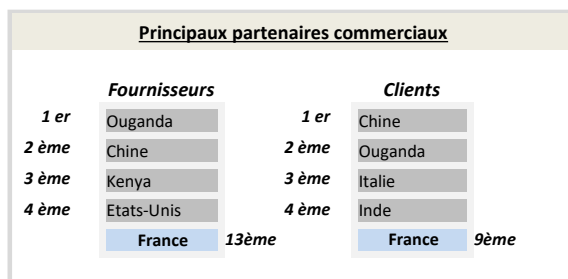 Principaux partenaires commerciaux
Fournisseurs Clients
1 er Ouganda 1 er Chine
2 ème Chine 2 ème Ouganda
3 ème Kenya 3 ème Italie
4 ème Etats-Unis 4 ème Inde
France 13ème France 9ème